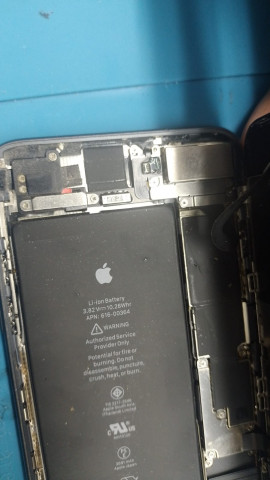 Li-Ion Battery
3.82 V⎓10.28Whr
APN: 616-00364
WARNING
Authorized Service
Provider Only
Potential for fire or
burning. Do not
disassemble, puncture,
crush, heat, or burn.